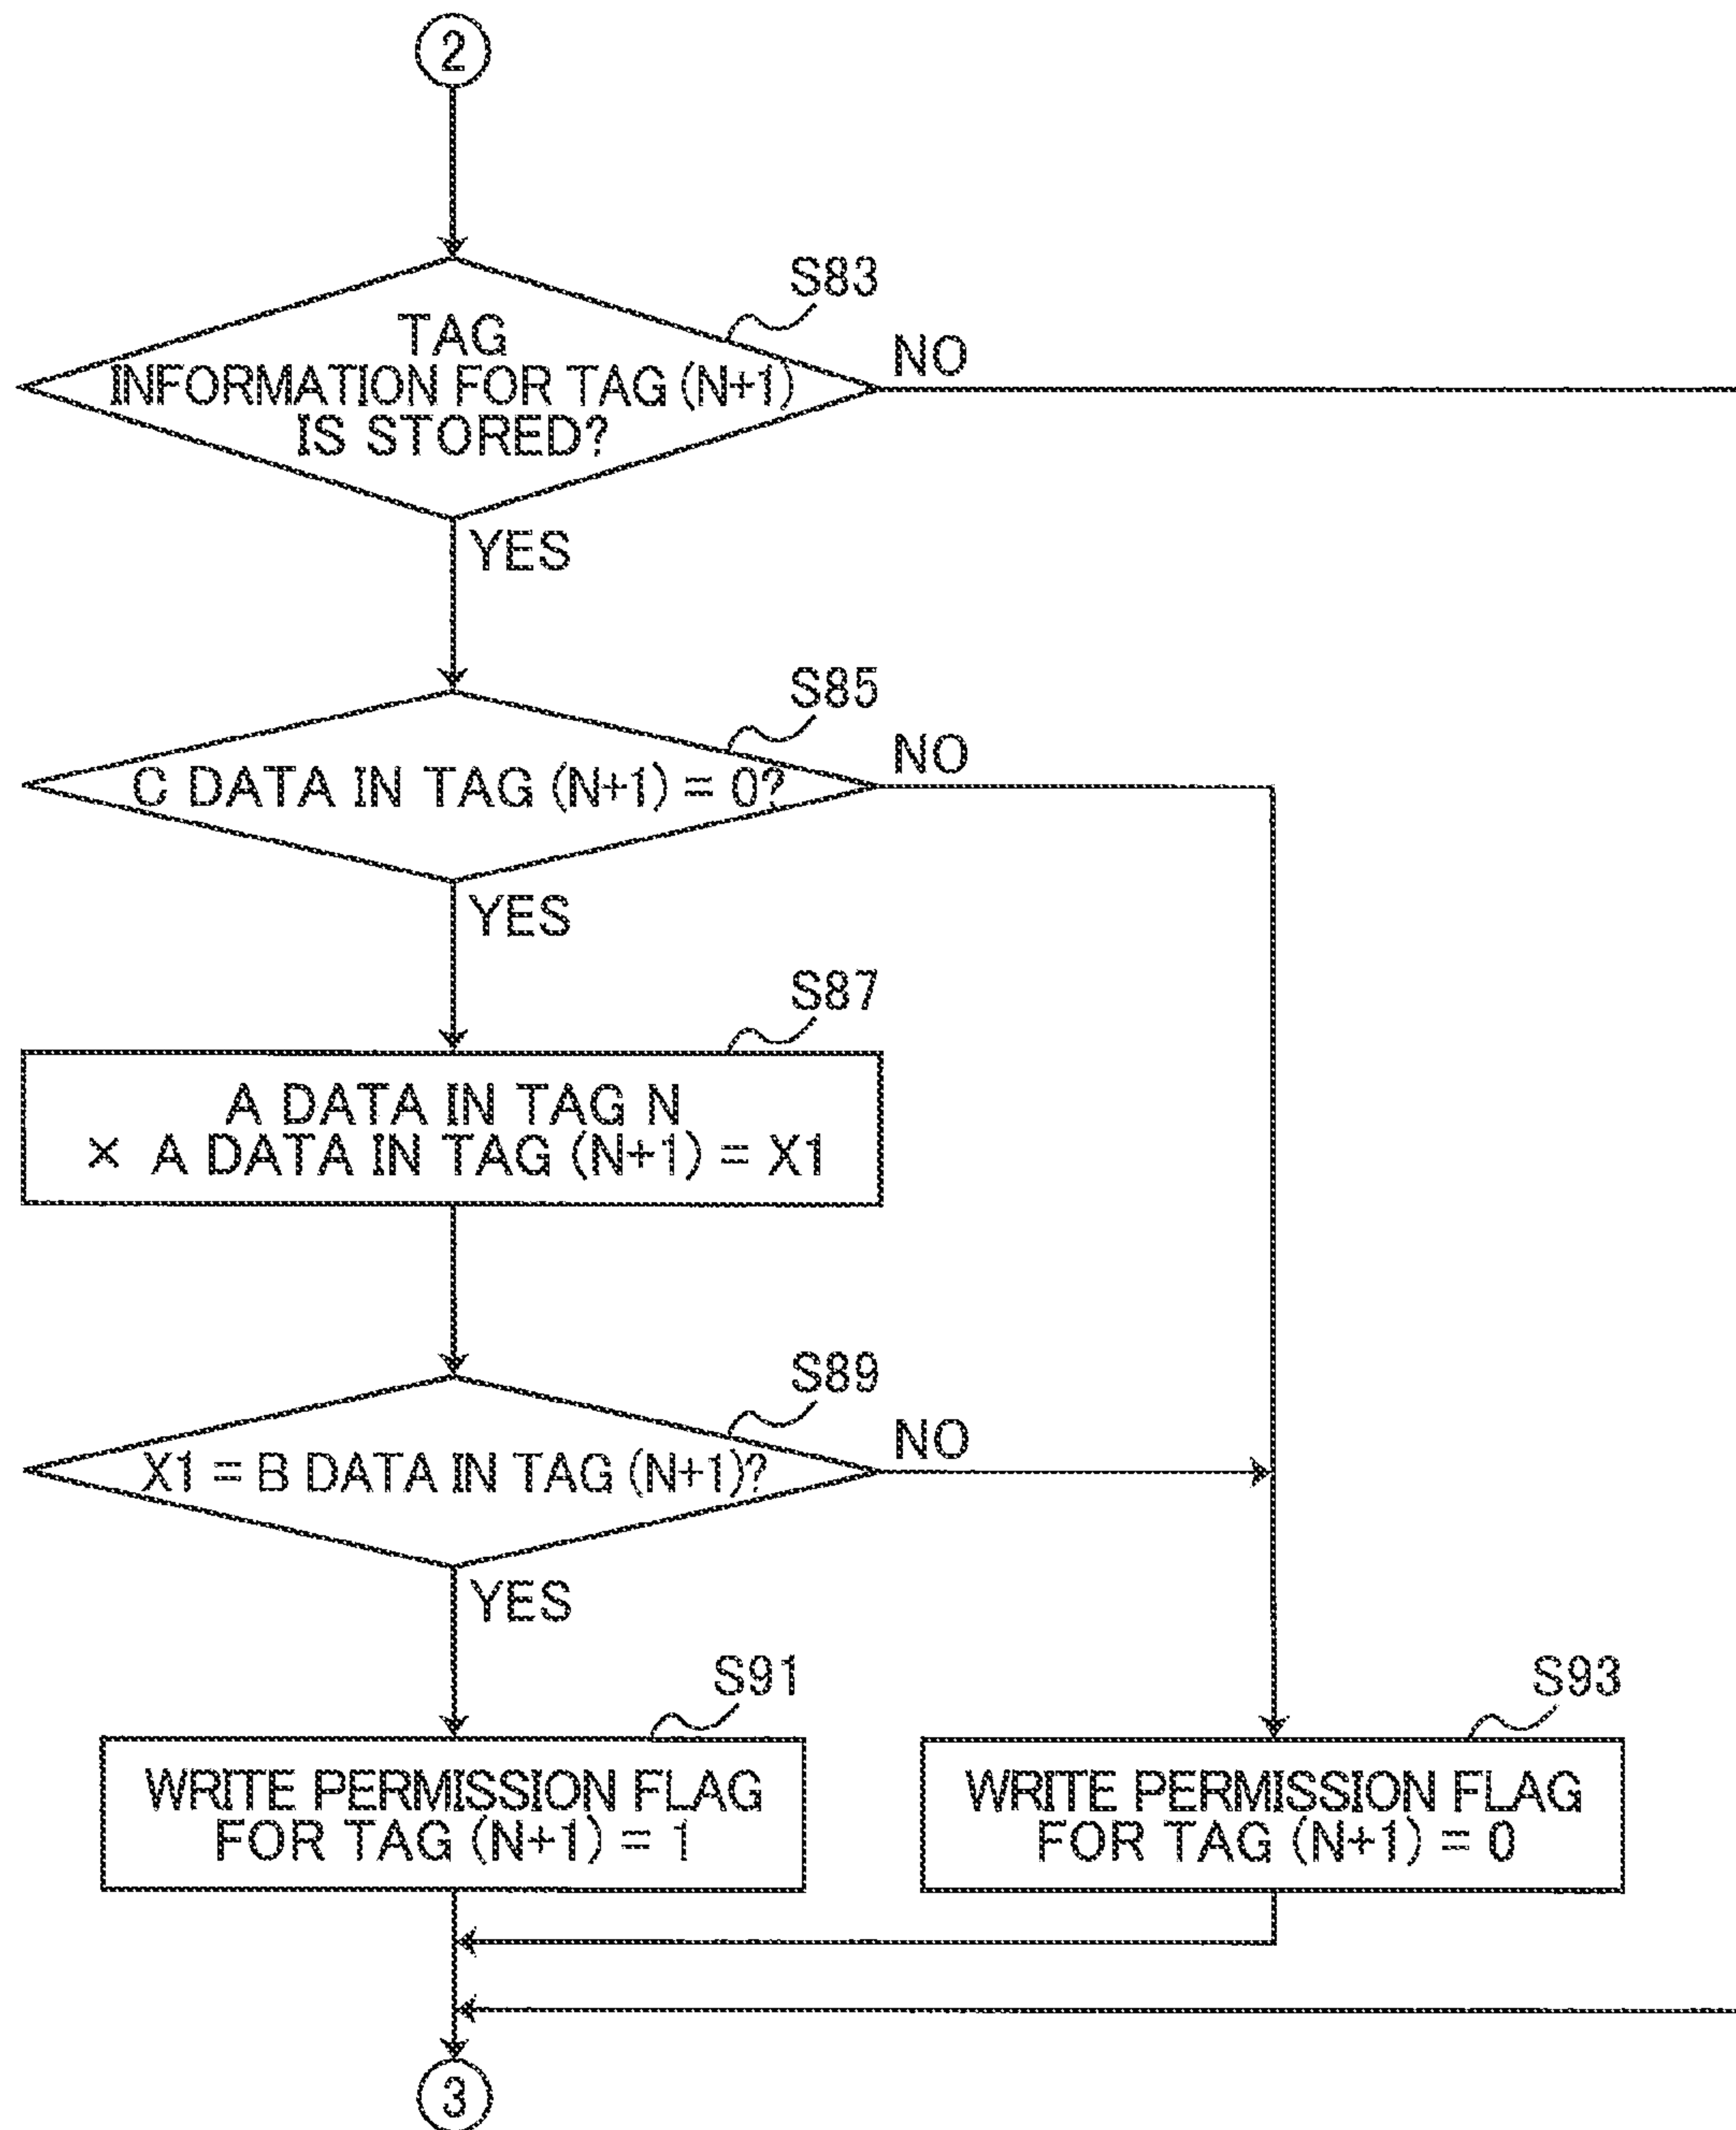 2
S83
TAG
INFORMATION FOR TAG (N+1)
IS STORED?
NO
YES
S85
C DATA IN TAG (N+1) = 0?
NO
YES
S87
A DATA IN TAG N
× A DATA IN TAG (N+1) = X1
S89
X1 = B DATA IN TAG (N+1)?
NO
YES
S91
WRITE PERMISSION FLAG
FOR TAG (N+1) = 1
S93
WRITE PERMISSION FLAG
FOR TAG (N+1) = 0
3